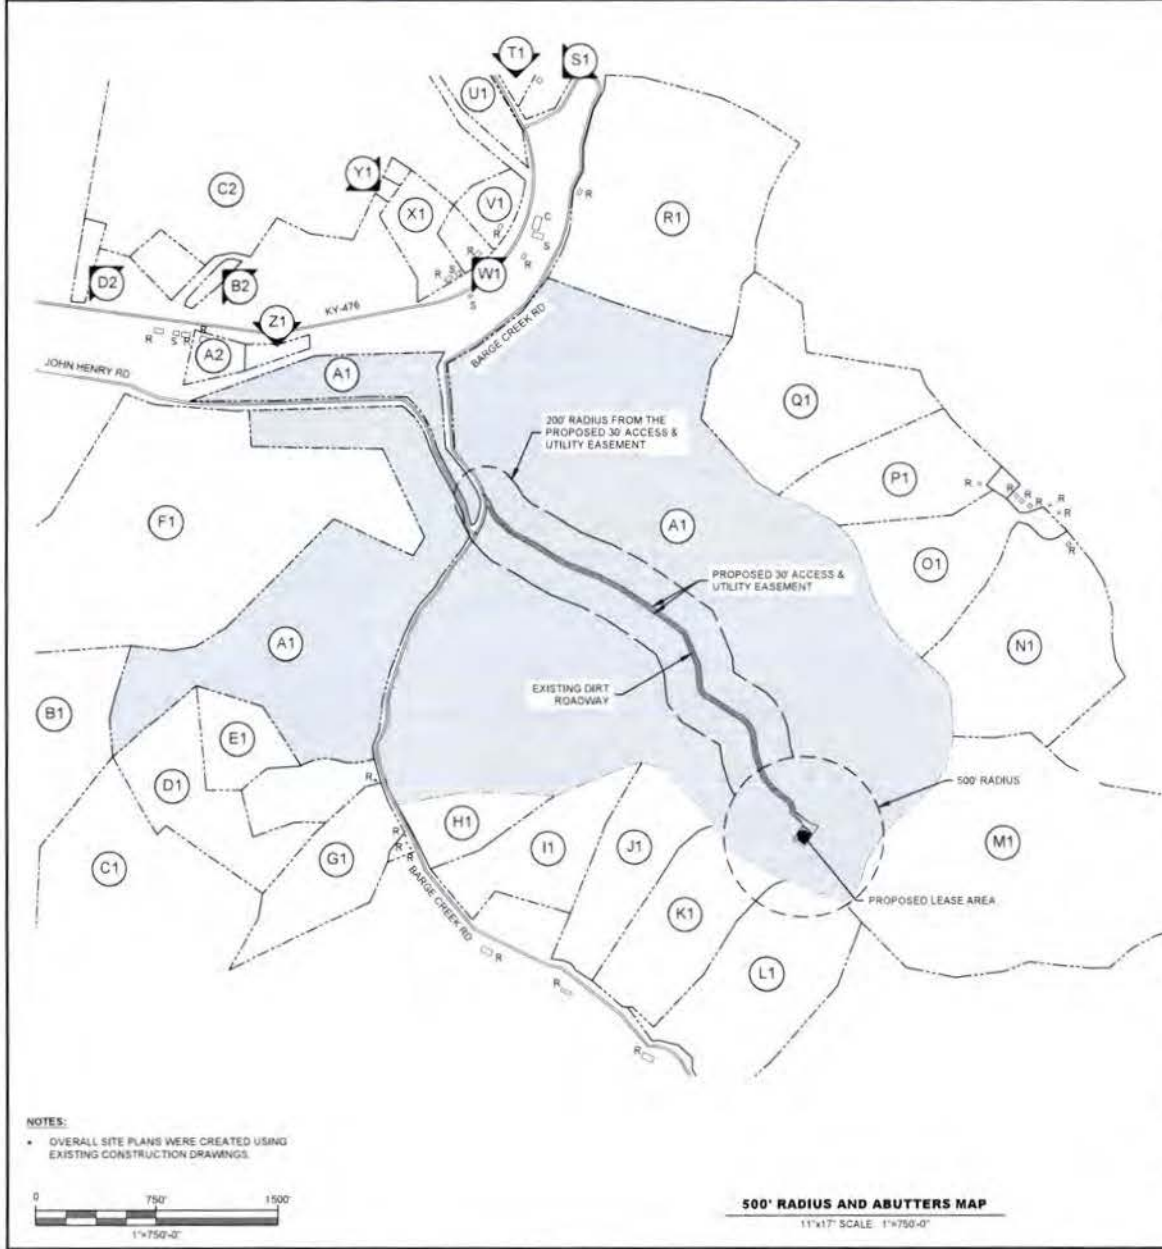 T1
S1
U1
Y1
C2
V1
R1
X1
R
C
R
S
R
R
S
R
W1
D2
B2
S
KY-476
Z1
BARGE CREEK RD
R
R
S
R
A2
JOHN HENRY RD
A1
Q1
200' RADIUS FROM THE
PROPOSED 30' ACCESS &
UTILITY EASEMENT
P1
R
R
R
R
R
R
R
F1
A1
O1
PROPOSED 30' ACCESS &
UTILITY EASEMENT
A1
N1
EXISTING DIRT
ROADWAY
B1
E1
R
D1
500' RADIUS
H1
R
R
R
G1
I1
J1
M1
C1
BARGE CREEK RD
PROPOSED LEASE AREA
K1
R
L1
R
R
NOTES:
• OVERALL SITE PLANS WERE CREATED USING
EXISTING CONSTRUCTION DRAWINGS.
0 750' 1500'
1"=750'-0"
500' RADIUS AND ABUTTERS MAP
11"x17" SCALE: 1"=750'-0"